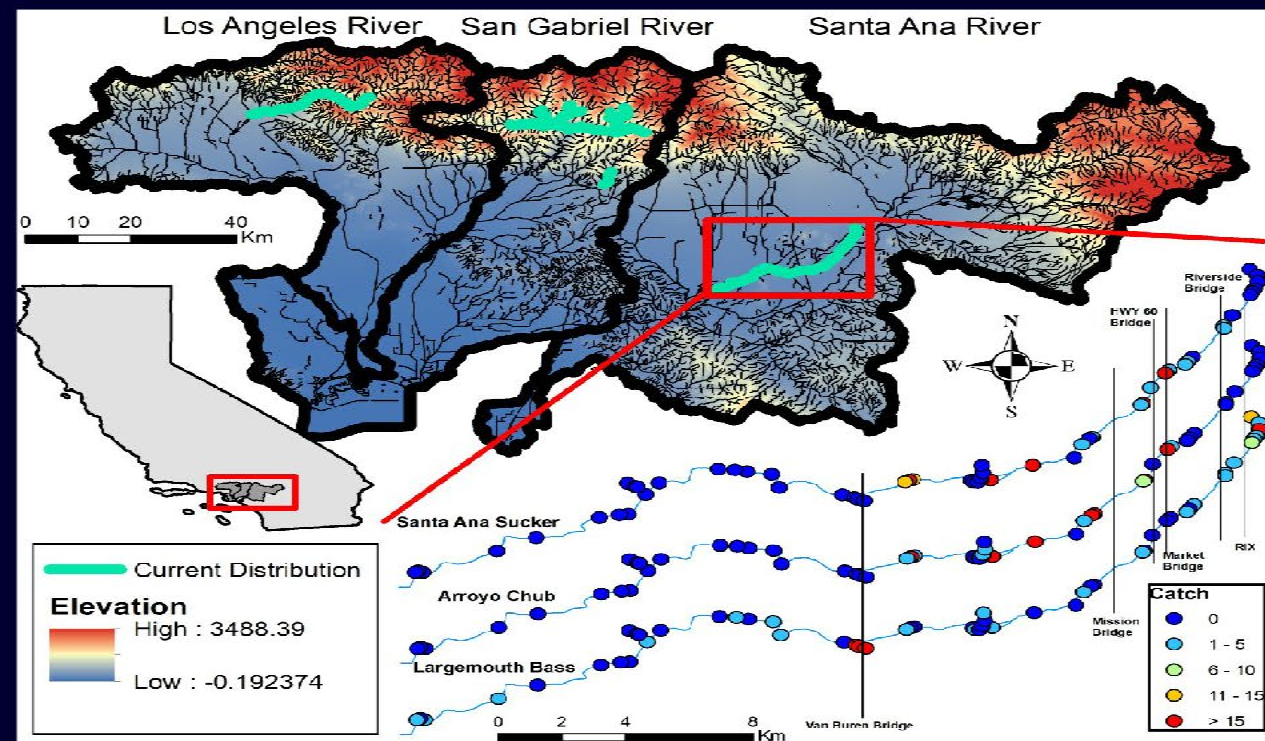 Los Angeles River
San Gabriel River
Santa Ana River
0 10 20 40
Km
N
W E
S
Riverside
Bridge
HWY 60
Bridge
Santa Ana Sucker
Arroyo Chub
Largemouth Bass
Market
Bridge
RIX
Mission
Bridge
Van Buren Bridge
0 2 4 8
Km
Current Distribution
Elevation
High : 3488.39
Low : -0.192374
Catch
0
1 - 5
6 - 10
11 - 15
> 15